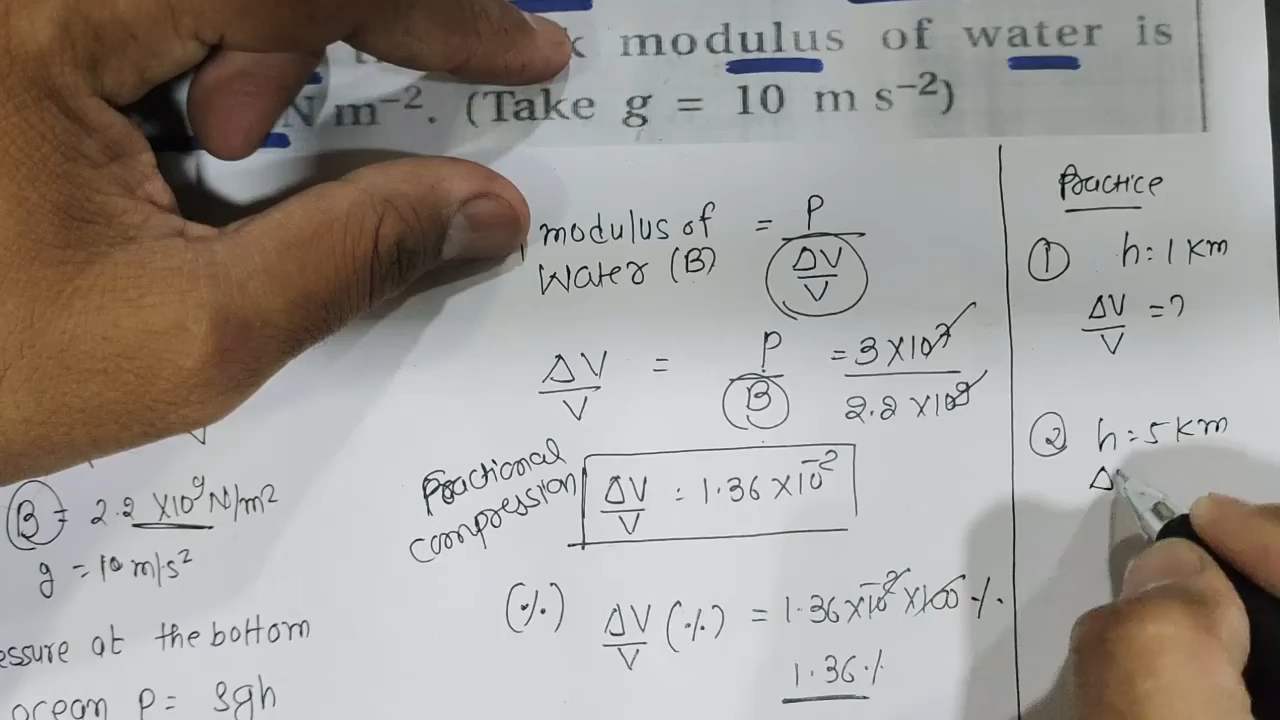 modulus of water is
N m⁻². (Take g = 10 m s⁻²)
modulus of = P
Water (B) ΔV
V
ΔV = P = 3×10⁷
V B 2.2×10⁹
Fractional
compression
ΔV = 1.36×10⁻²
V
(%) ΔV (%) = 1.36×10⁻²×100 %.
V
1.36%
B = 2.2 ×10⁹ N/m²
g = 10 m/s²
at the bottom
ocean P = ρgh
Practice
① h = 1 km
ΔV = ?
V
② h = 5 km
Δ